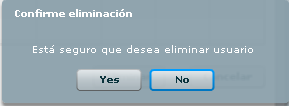 Confirme eliminación
Está seguro que desea eliminar usuario
Yes No